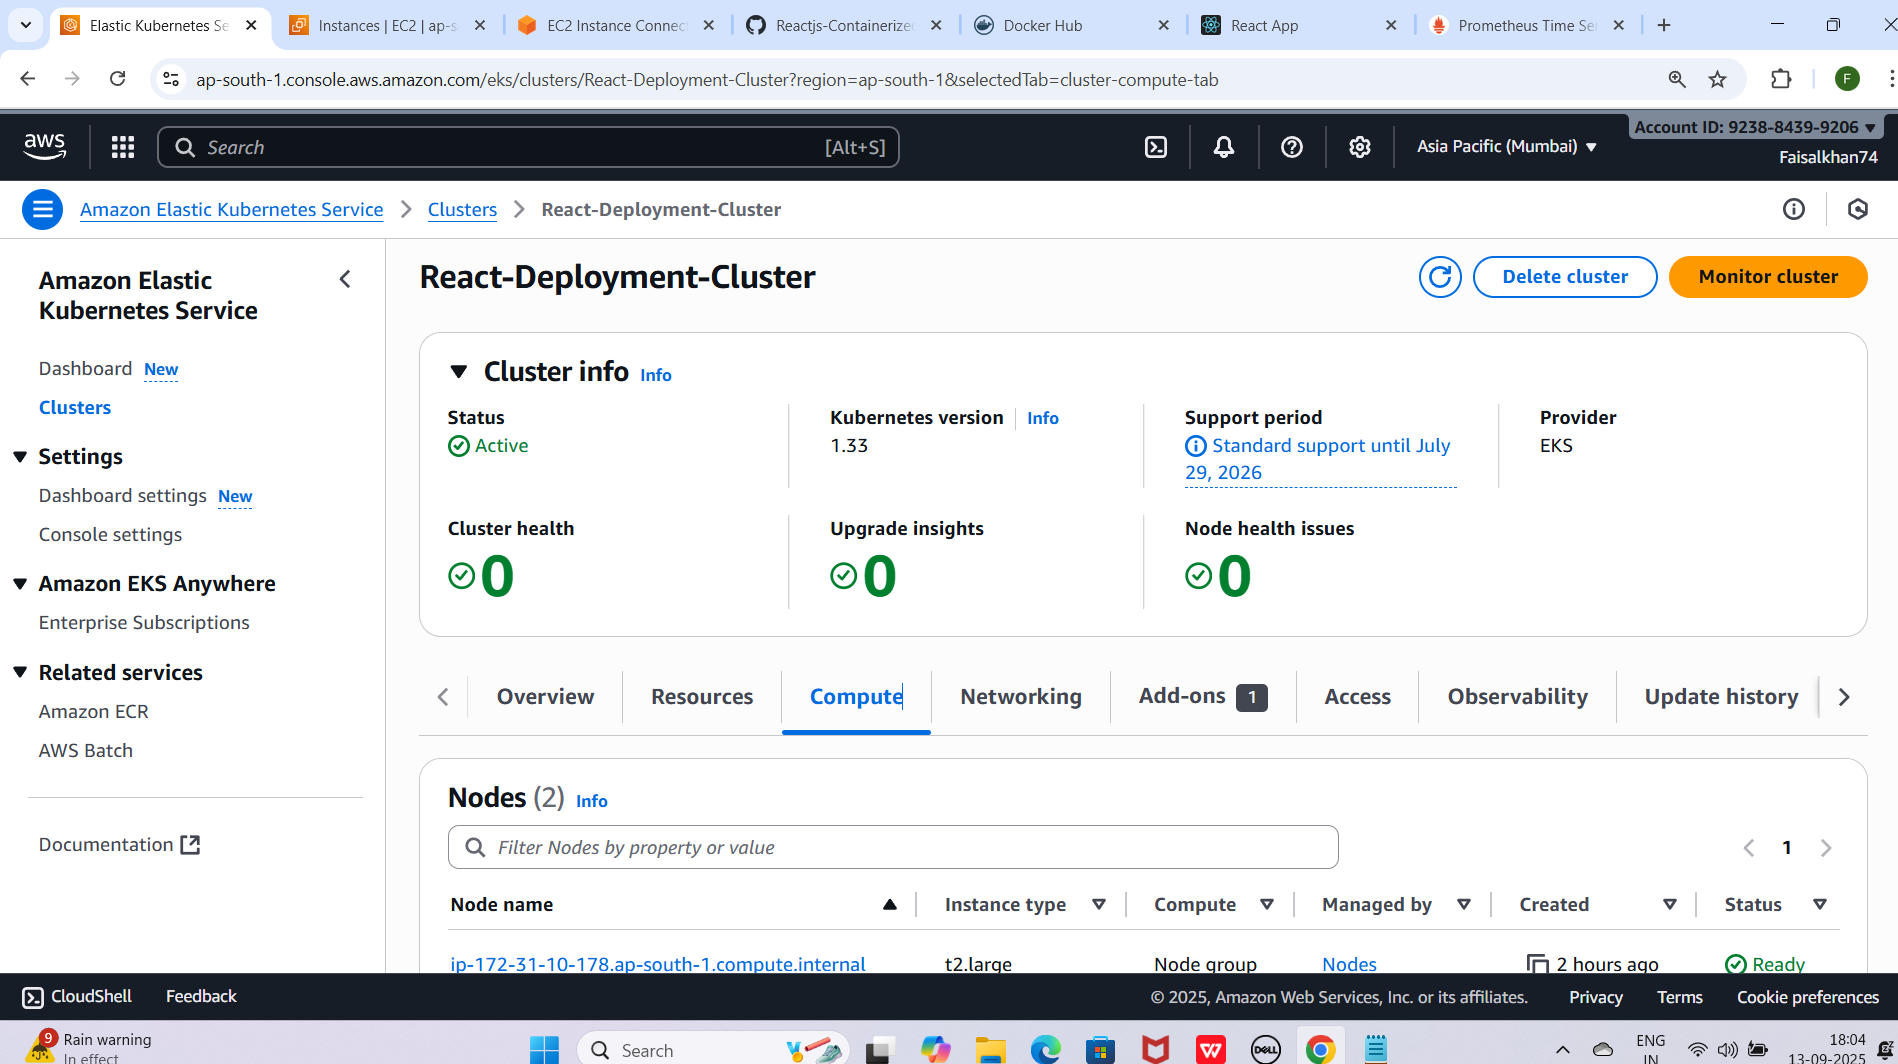 Elastic Kubernetes Se
Instances | EC2 | ap-s
EC2 Instance Connect
Reactjs-Containerized
Docker Hub
React App
Prometheus Time Ser
ap-south-1.console.aws.amazon.com/eks/clusters/React-Deployment-Cluster?region=ap-south-1&selectedTab=cluster-compute-tab
F
aws
Search [Alt+S]
Asia Pacific (Mumbai)
Account ID: 9238-8439-9206
Faisalkhan74
Amazon Elastic Kubernetes Service
Clusters
React-Deployment-Cluster
Amazon Elastic
Kubernetes Service
Dashboard New
Clusters
Settings
Dashboard settings New
Console settings
Amazon EKS Anywhere
Enterprise Subscriptions
Related services
Amazon ECR
AWS Batch
Documentation
React-Deployment-Cluster
Delete cluster
Monitor cluster
Cluster info Info
Status
Active
Kubernetes version Info
1.33
Support period
Standard support until July
29, 2026
Provider
EKS
Cluster health
0
Upgrade insights
0
Node health issues
0
Overview
Resources
Compute
Networking
Add-ons 1
Access
Observability
Update history
Nodes (2) Info
Filter Nodes by property or value
1
Node name
Instance type
Compute
Managed by
Created
Status
ip-172-31-10-178.ap-south-1.compute.internal
t2.large
Node group
Nodes
2 hours ago
Ready
CloudShell
Feedback
© 2025, Amazon Web Services, Inc. or its affiliates.
Privacy
Terms
Cookie preferences
9
Rain warning
In effect
Search
W
DELL
ENG
IN
18:04
13-09-2025